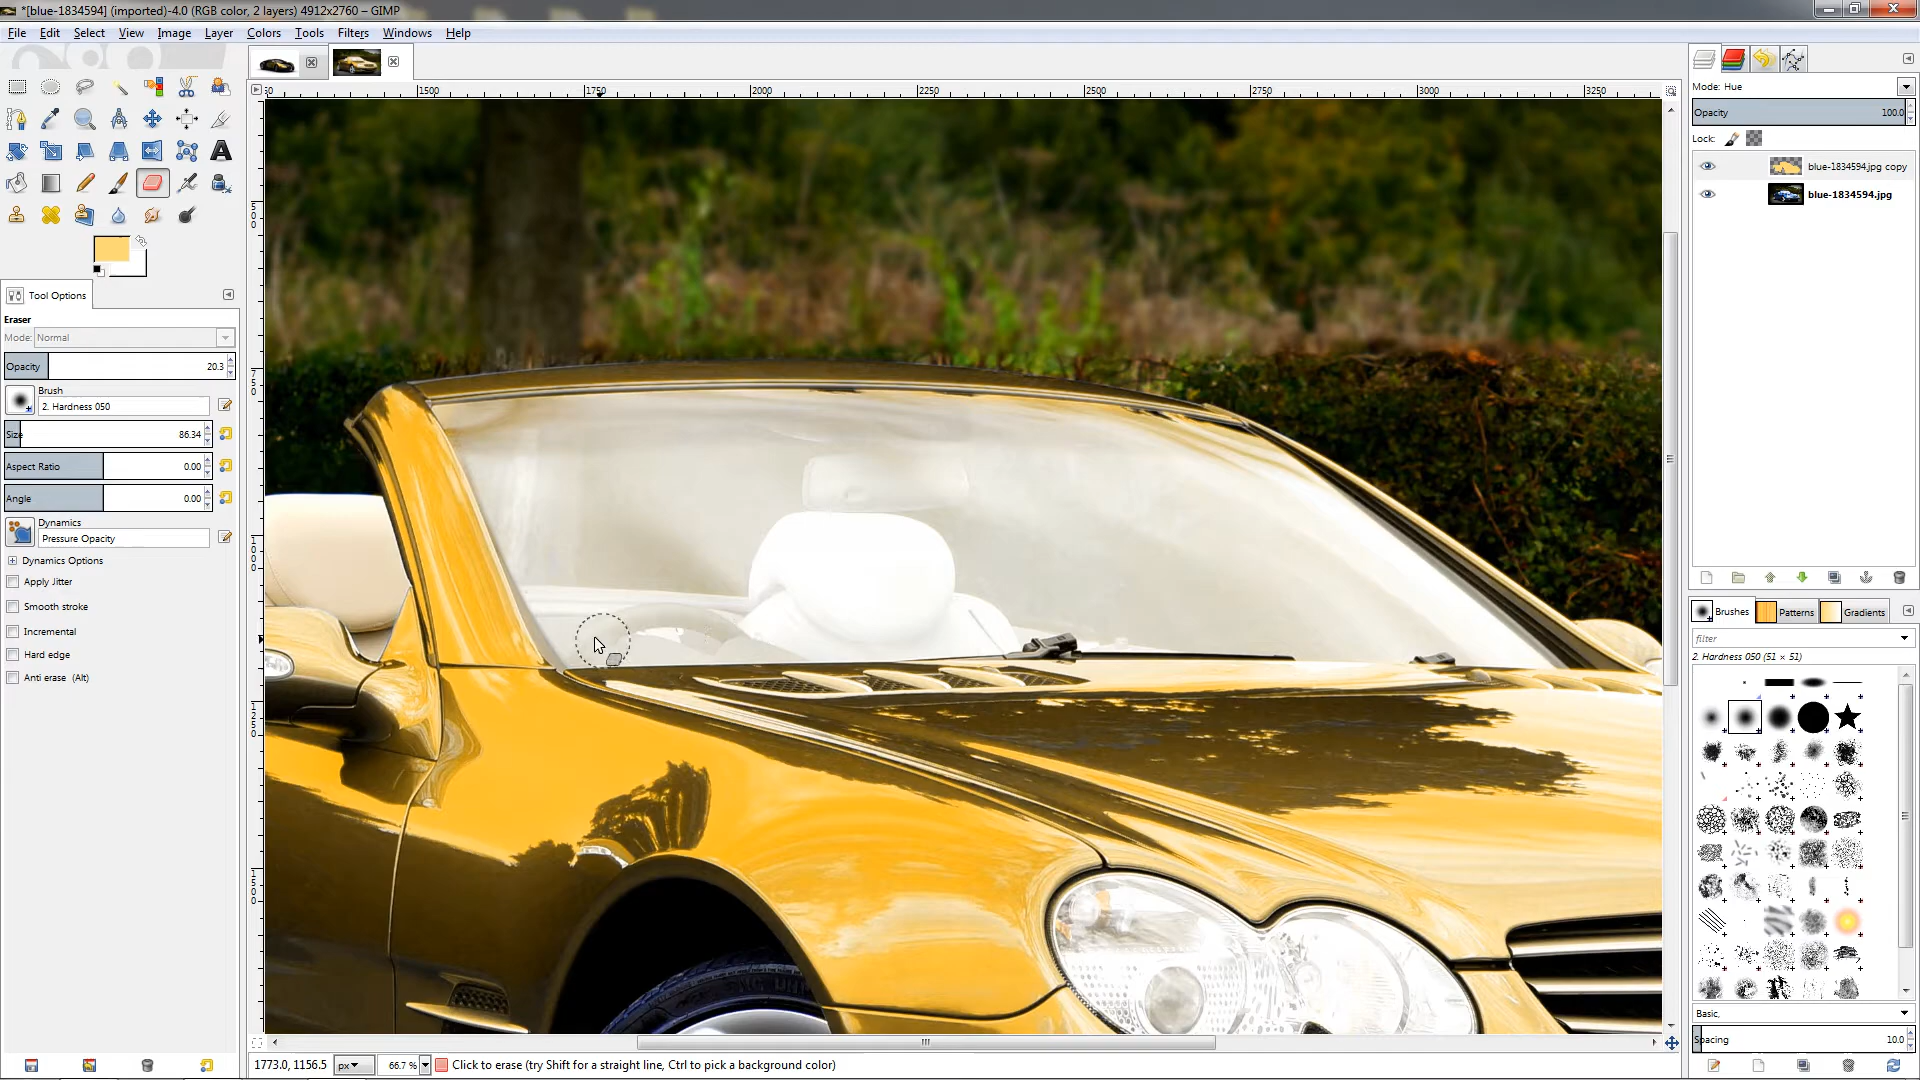 *[blue-1834594] (imported)-4.0 (RGB color, 2 layers) 4912x2760 – GIMP
File Edit Select View Image Layer Colors Tools Filters Windows Help
1500 1750 2000 2250 2500 2750 3000 3250
Mode: Hue
Opacity 100.0
Lock:
blue-1834594.jpg copy
blue-1834594.jpg
Tool Options
Eraser
Mode: Normal
Opacity 20.3
Brush
2. Hardness 050
Size 86.34
Aspect Ratio 0.00
Angle 0.00
Dynamics
Pressure Opacity
Dynamics Options
Apply Jitter
Smooth stroke
Incremental
Hard edge
Anti erase (Alt)
Brushes Patterns Gradients
filter
2. Hardness 050 (51 × 51)
Basic,
Spacing 10.0
1773.0, 1156.5 px 66.7 % Click to erase (try Shift for a straight line, Ctrl to pick a background color)